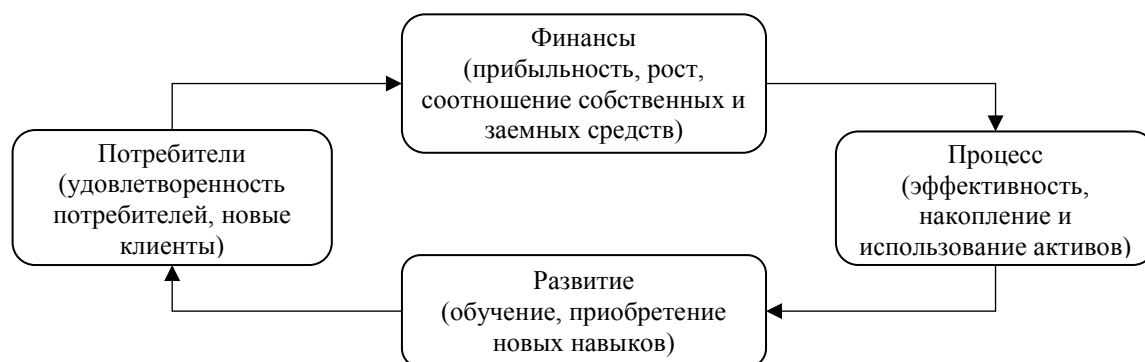 Финансы
(прибыльность, рост,
соотношение собственных и
заемных средств)
Потребители
(удовлетворенность
потребителей, новые
клиенты)
Процесс
(эффективность,
накопление и
использование активов)
Развитие
(обучение, приобретение
новых навыков)